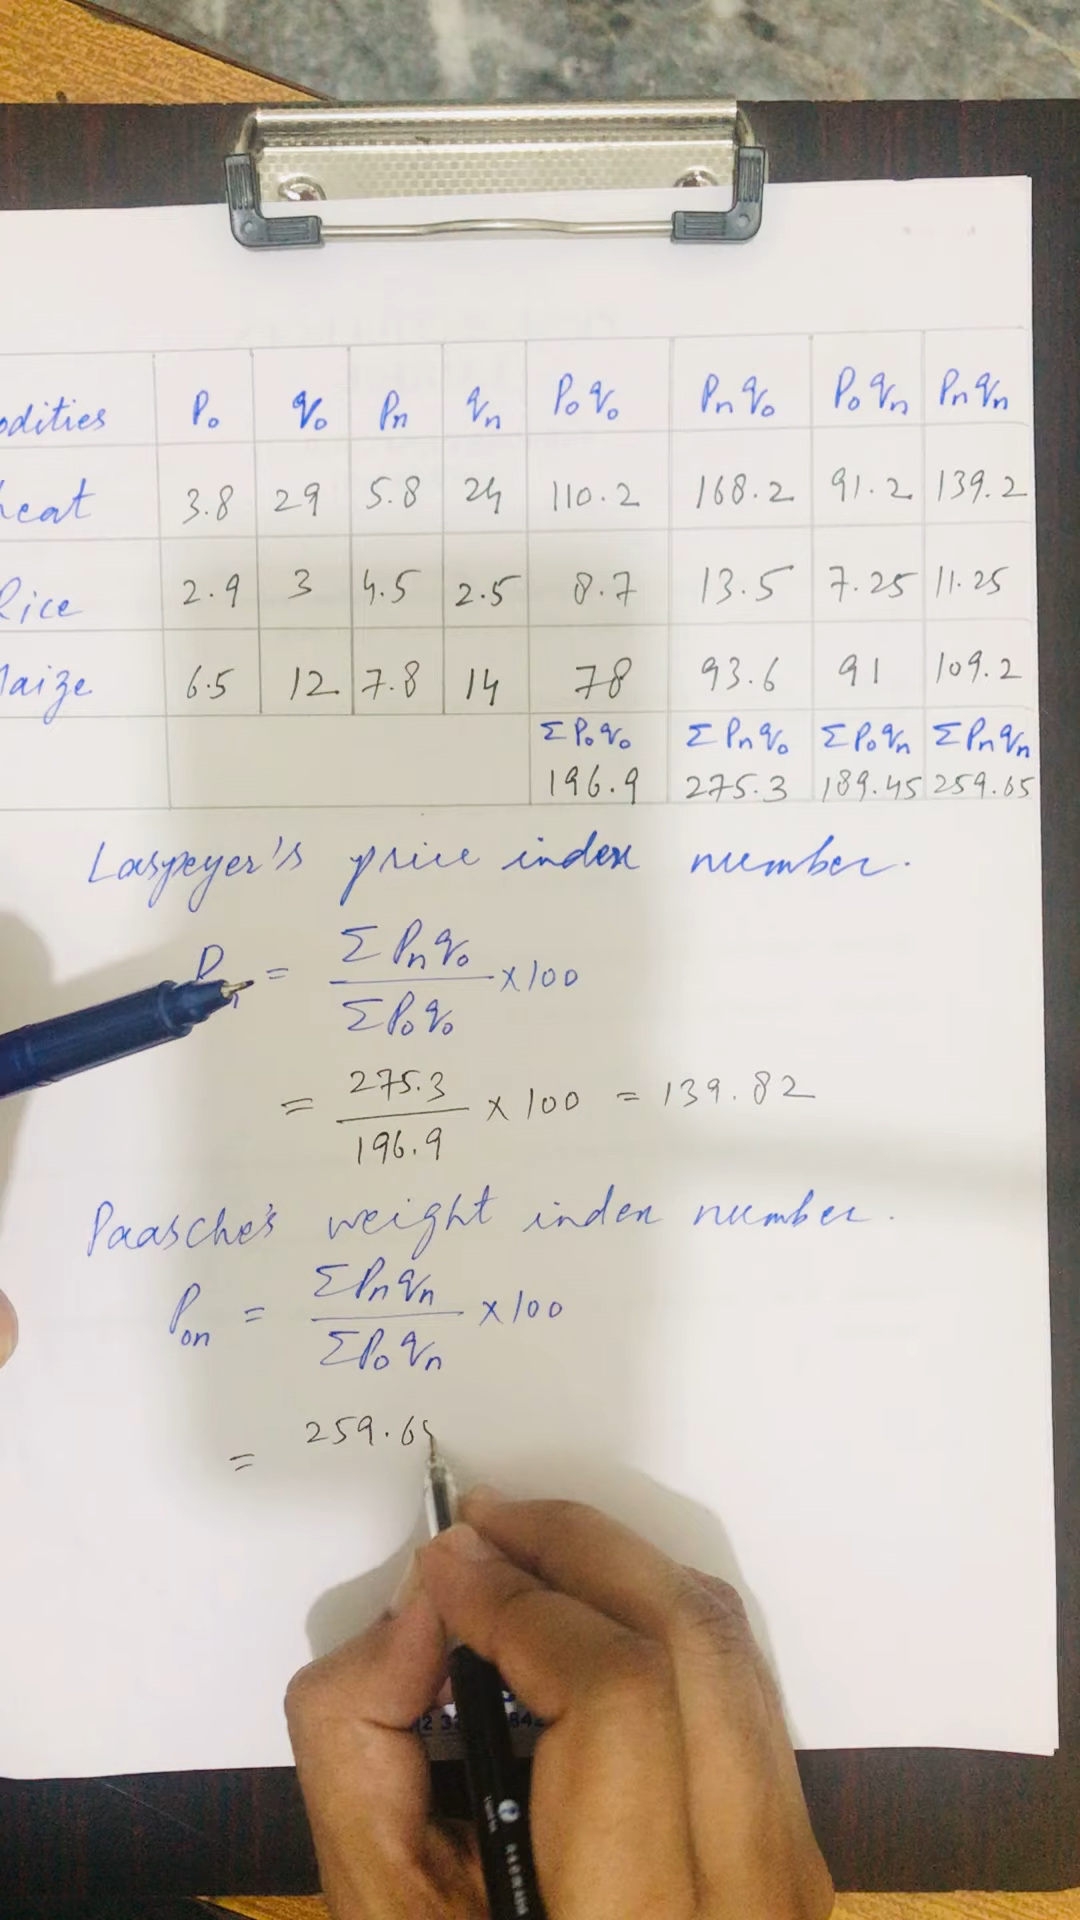 odities P₀ q₀ Pₙ qₙ P₀q₀ Pₙq₀ P₀qₙ Pₙqₙ
heat 3.8 29 5.8 24 110.2 168.2 91.2 139.2
Rice 2.9 3 4.5 2.5 8.7 13.5 7.25 11.25
Maize 6.5 12 7.8 14 78 93.6 91 109.2
ΣP₀q₀ ΣPₙq₀ ΣP₀qₙ ΣPₙqₙ
196.9 275.3 189.45 259.65
Laspeyer's price index number.
P = ΣPₙq₀
× 100
ΣP₀q₀
= 275.3
× 100 = 139.82
196.9
Paasche's weight index number.
Pₒₙ = ΣPₙqₙ
× 100
ΣP₀qₙ
= 259.65